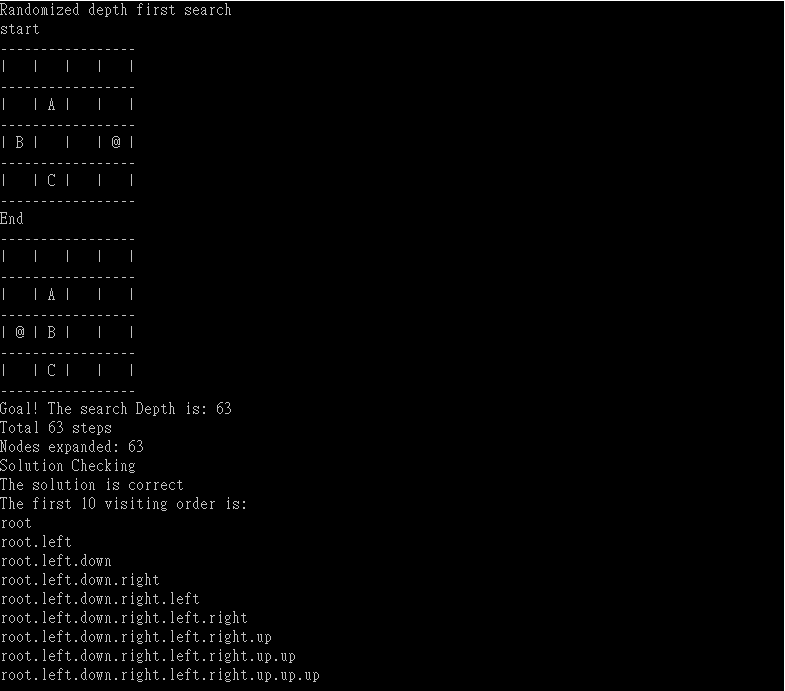 Randomized depth first search
start
-----------------
|   |   |   |   |
-----------------
|   | A |   |   |
-----------------
| B |   |   | @ |
-----------------
|   | C |   |   |
-----------------
End
-----------------
|   |   |   |   |
-----------------
|   | A |   |   |
-----------------
| @ | B |   |   |
-----------------
|   | C |   |   |
-----------------
Goal! The search Depth is: 63
Total 63 steps
Nodes expanded: 63
Solution Checking
The solution is correct
The first 10 visiting order is:
root
root.left
root.left.down
root.left.down.right
root.left.down.right.left
root.left.down.right.left.right
root.left.down.right.left.right.up
root.left.down.right.left.right.up.up
root.left.down.right.left.right.up.up.up